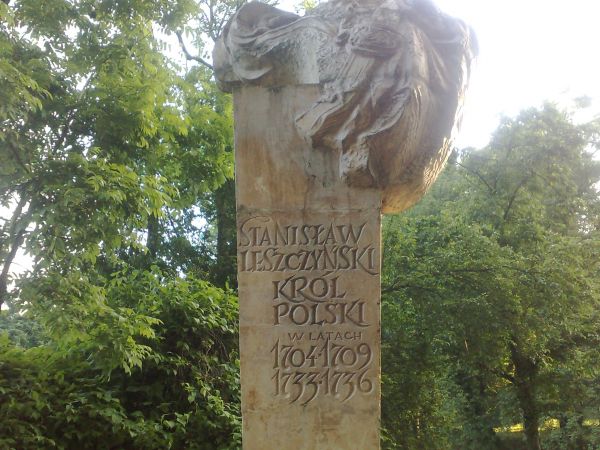 STANISŁAW
LESZCZYŃSKI
KRÓL
POLSKI
W LATACH
1704·1709
1733·1736